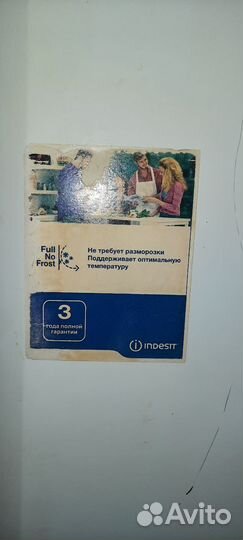 Full
No
Frost
Не требует разморозки
Поддерживает оптимальную
температуру
3
года полной
гарантии
indesit
Avito